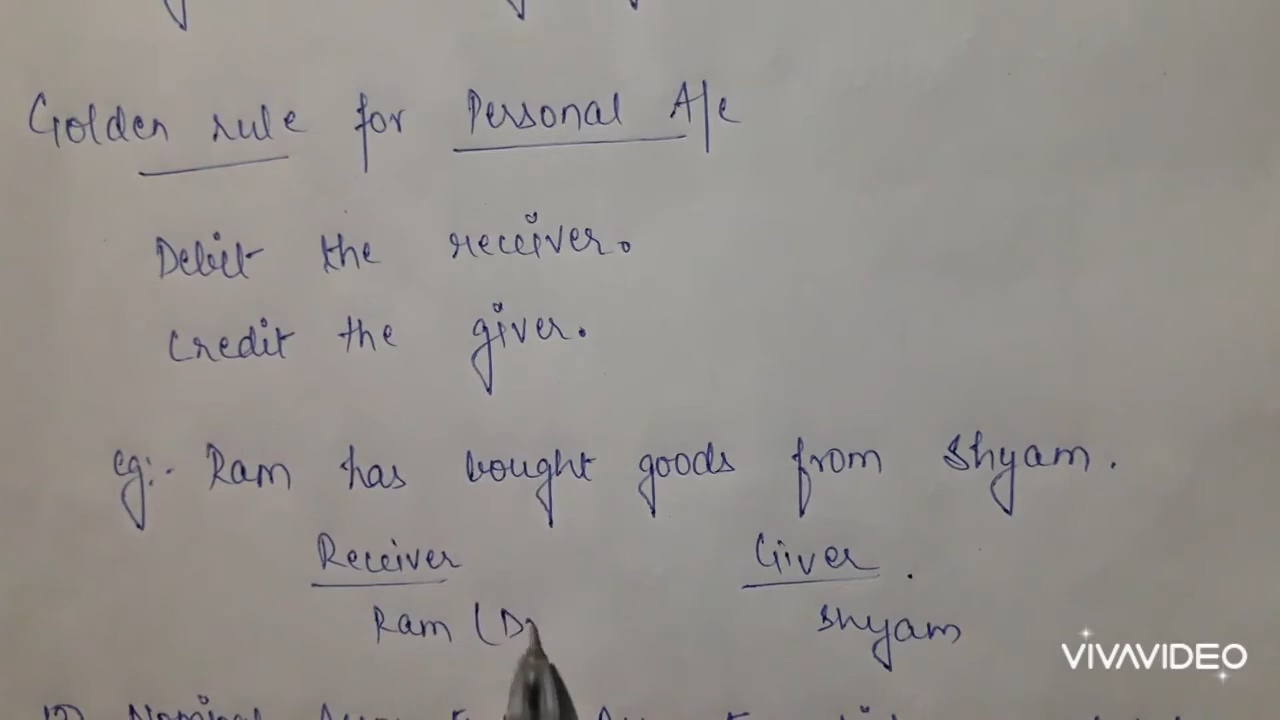 Golden rule for Personal A/c
Debit the receiver.
Credit the giver.
eg:- Ram has bought goods from Shyam.
Receiver Giver.
Ram (D Shyam
VIVAVIDEO